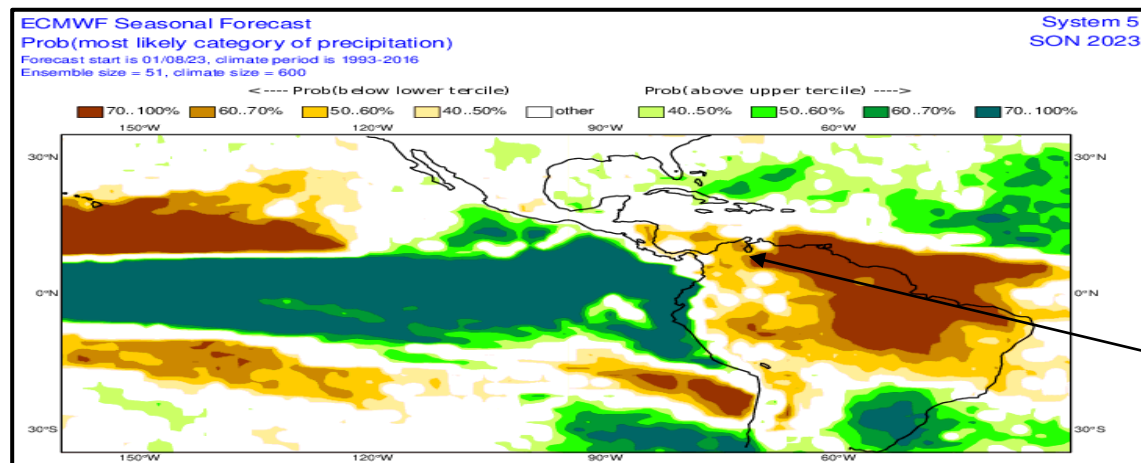 ECMWF Seasonal Forecast
System 5
Prob(most likely category of precipitation)
SON 2023
Forecast start is 01/08/23, climate period is 1993-2016
Ensemble size = 51, climate size = 600
<---- Prob(below lower tercile)
Prob(above upper tercile) ---->
70..100%
60..70%
50..60%
40..50%
other
40..50%
50..60%
60..70%
70..100%
150°W
120°W
90°W
60°W
30°N
30°N
0°N
0°N
30°S
30°S
150°W
120°W
90°W
60°W